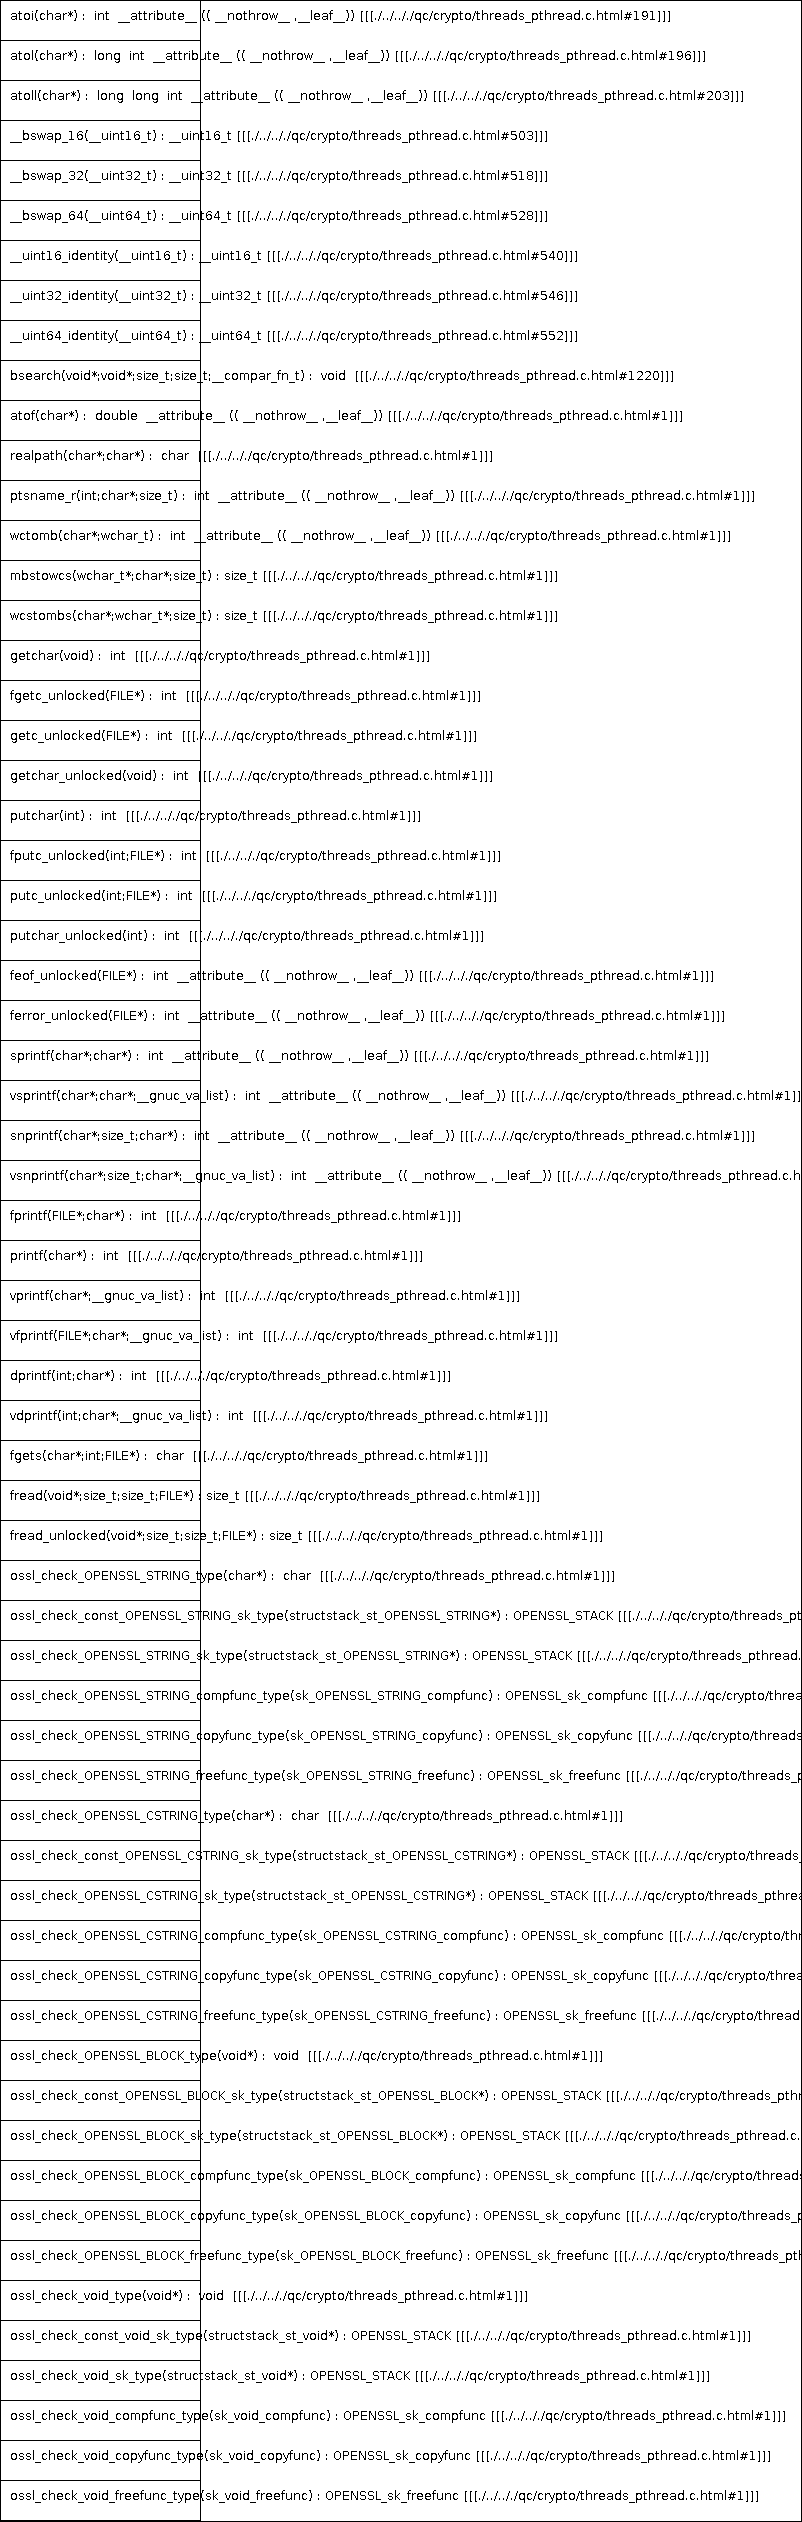 atoi(char*) :  int  __attribute__ (( __nothrow__ ,__leaf__)) [[[./../.././qc/crypto/threads_pthread.c.html#191]]]
atol(char*) :  long  int  __attribute__ (( __nothrow__ ,__leaf__)) [[[./../.././qc/crypto/threads_pthread.c.html#196]]]
atoll(char*) :  long  long  int  __attribute__ (( __nothrow__ ,__leaf__)) [[[./../.././qc/crypto/threads_pthread.c.html#203]]]
__bswap_16(__uint16_t) : __uint16_t [[[./../.././qc/crypto/threads_pthread.c.html#503]]]
__bswap_32(__uint32_t) : __uint32_t [[[./../.././qc/crypto/threads_pthread.c.html#518]]]
__bswap_64(__uint64_t) : __uint64_t [[[./../.././qc/crypto/threads_pthread.c.html#528]]]
__uint16_identity(__uint16_t) : __uint16_t [[[./../.././qc/crypto/threads_pthread.c.html#540]]]
__uint32_identity(__uint32_t) : __uint32_t [[[./../.././qc/crypto/threads_pthread.c.html#546]]]
__uint64_identity(__uint64_t) : __uint64_t [[[./../.././qc/crypto/threads_pthread.c.html#552]]]
bsearch(void*;void*;size_t;size_t;__compar_fn_t) :  void  [[[./../.././qc/crypto/threads_pthread.c.html#1220]]]
atof(char*) :  double  __attribute__ (( __nothrow__ ,__leaf__)) [[[./../.././qc/crypto/threads_pthread.c.html#1]]]
realpath(char*;char*) :  char  [[[./../.././qc/crypto/threads_pthread.c.html#1]]]
ptsname_r(int;char*;size_t) :  int  __attribute__ (( __nothrow__ ,__leaf__)) [[[./../.././qc/crypto/threads_pthread.c.html#1]]]
wctomb(char*;wchar_t) :  int  __attribute__ (( __nothrow__ ,__leaf__)) [[[./../.././qc/crypto/threads_pthread.c.html#1]]]
mbstowcs(wchar_t*;char*;size_t) : size_t [[[./../.././qc/crypto/threads_pthread.c.html#1]]]
wcstombs(char*;wchar_t*;size_t) : size_t [[[./../.././qc/crypto/threads_pthread.c.html#1]]]
getchar(void) :  int  [[[./../.././qc/crypto/threads_pthread.c.html#1]]]
fgetc_unlocked(FILE*) :  int  [[[./../.././qc/crypto/threads_pthread.c.html#1]]]
getc_unlocked(FILE*) :  int  [[[./../.././qc/crypto/threads_pthread.c.html#1]]]
getchar_unlocked(void) :  int  [[[./../.././qc/crypto/threads_pthread.c.html#1]]]
putchar(int) :  int  [[[./../.././qc/crypto/threads_pthread.c.html#1]]]
fputc_unlocked(int;FILE*) :  int  [[[./../.././qc/crypto/threads_pthread.c.html#1]]]
putc_unlocked(int;FILE*) :  int  [[[./../.././qc/crypto/threads_pthread.c.html#1]]]
putchar_unlocked(int) :  int  [[[./../.././qc/crypto/threads_pthread.c.html#1]]]
feof_unlocked(FILE*) :  int  __attribute__ (( __nothrow__ ,__leaf__)) [[[./../.././qc/crypto/threads_pthread.c.html#1]]]
ferror_unlocked(FILE*) :  int  __attribute__ (( __nothrow__ ,__leaf__)) [[[./../.././qc/crypto/threads_pthread.c.html#1]]]
sprintf(char*;char*) :  int  __attribute__ (( __nothrow__ ,__leaf__)) [[[./../.././qc/crypto/threads_pthread.c.html#1]]]
vsprintf(char*;char*;__gnuc_va_list) :  int  __attribute__ (( __nothrow__ ,__leaf__)) [[[./../.././qc/crypto/threads_pthread.c.html#1]]
snprintf(char*;size_t;char*) :  int  __attribute__ (( __nothrow__ ,__leaf__)) [[[./../.././qc/crypto/threads_pthread.c.html#1]]]
vsnprintf(char*;size_t;char*;__gnuc_va_list) :  int  __attribute__ (( __nothrow__ ,__leaf__)) [[[./../.././qc/crypto/threads_pthread.c.h
fprintf(FILE*;char*) :  int  [[[./../.././qc/crypto/threads_pthread.c.html#1]]]
printf(char*) :  int  [[[./../.././qc/crypto/threads_pthread.c.html#1]]]
vprintf(char*;__gnuc_va_list) :  int  [[[./../.././qc/crypto/threads_pthread.c.html#1]]]
vfprintf(FILE*;char*;__gnuc_va_list) :  int  [[[./../.././qc/crypto/threads_pthread.c.html#1]]]
dprintf(int;char*) :  int  [[[./../.././qc/crypto/threads_pthread.c.html#1]]]
vdprintf(int;char*;__gnuc_va_list) :  int  [[[./../.././qc/crypto/threads_pthread.c.html#1]]]
fgets(char*;int;FILE*) :  char  [[[./../.././qc/crypto/threads_pthread.c.html#1]]]
fread(void*;size_t;size_t;FILE*) : size_t [[[./../.././qc/crypto/threads_pthread.c.html#1]]]
fread_unlocked(void*;size_t;size_t;FILE*) : size_t [[[./../.././qc/crypto/threads_pthread.c.html#1]]]
ossl_check_OPENSSL_STRING_type(char*) :  char  [[[./../.././qc/crypto/threads_pthread.c.html#1]]]
ossl_check_const_OPENSSL_STRING_sk_type(structstack_st_OPENSSL_STRING*) : OPENSSL_STACK [[[./../.././qc/crypto/threads_pt
ossl_check_OPENSSL_STRING_sk_type(structstack_st_OPENSSL_STRING*) : OPENSSL_STACK [[[./../.././qc/crypto/threads_pthread.
ossl_check_OPENSSL_STRING_compfunc_type(sk_OPENSSL_STRING_compfunc) : OPENSSL_sk_compfunc [[[./../.././qc/crypto/threa
ossl_check_OPENSSL_STRING_copyfunc_type(sk_OPENSSL_STRING_copyfunc) : OPENSSL_sk_copyfunc [[[./../.././qc/crypto/threads
ossl_check_OPENSSL_STRING_freefunc_type(sk_OPENSSL_STRING_freefunc) : OPENSSL_sk_freefunc [[[./../.././qc/crypto/threads_p
ossl_check_OPENSSL_CSTRING_type(char*) :  char  [[[./../.././qc/crypto/threads_pthread.c.html#1]]]
ossl_check_const_OPENSSL_CSTRING_sk_type(structstack_st_OPENSSL_CSTRING*) : OPENSSL_STACK [[[./../.././qc/crypto/threads_
ossl_check_OPENSSL_CSTRING_sk_type(structstack_st_OPENSSL_CSTRING*) : OPENSSL_STACK [[[./../.././qc/crypto/threads_pthrea
ossl_check_OPENSSL_CSTRING_compfunc_type(sk_OPENSSL_CSTRING_compfunc) : OPENSSL_sk_compfunc [[[./../.././qc/crypto/thr
ossl_check_OPENSSL_CSTRING_copyfunc_type(sk_OPENSSL_CSTRING_copyfunc) : OPENSSL_sk_copyfunc [[[./../.././qc/crypto/threa
ossl_check_OPENSSL_CSTRING_freefunc_type(sk_OPENSSL_CSTRING_freefunc) : OPENSSL_sk_freefunc [[[./../.././qc/crypto/thread
ossl_check_OPENSSL_BLOCK_type(void*) :  void  [[[./../.././qc/crypto/threads_pthread.c.html#1]]]
ossl_check_const_OPENSSL_BLOCK_sk_type(structstack_st_OPENSSL_BLOCK*) : OPENSSL_STACK [[[./../.././qc/crypto/threads_pthr
ossl_check_OPENSSL_BLOCK_sk_type(structstack_st_OPENSSL_BLOCK*) : OPENSSL_STACK [[[./../.././qc/crypto/threads_pthread.c.
ossl_check_OPENSSL_BLOCK_compfunc_type(sk_OPENSSL_BLOCK_compfunc) : OPENSSL_sk_compfunc [[[./../.././qc/crypto/threads
ossl_check_OPENSSL_BLOCK_copyfunc_type(sk_OPENSSL_BLOCK_copyfunc) : OPENSSL_sk_copyfunc [[[./../.././qc/crypto/threads_p
ossl_check_OPENSSL_BLOCK_freefunc_type(sk_OPENSSL_BLOCK_freefunc) : OPENSSL_sk_freefunc [[[./../.././qc/crypto/threads_pth
ossl_check_void_type(void*) :  void  [[[./../.././qc/crypto/threads_pthread.c.html#1]]]
ossl_check_const_void_sk_type(structstack_st_void*) : OPENSSL_STACK [[[./../.././qc/crypto/threads_pthread.c.html#1]]]
ossl_check_void_sk_type(structstack_st_void*) : OPENSSL_STACK [[[./../.././qc/crypto/threads_pthread.c.html#1]]]
ossl_check_void_compfunc_type(sk_void_compfunc) : OPENSSL_sk_compfunc [[[./../.././qc/crypto/threads_pthread.c.html#1]]]
ossl_check_void_copyfunc_type(sk_void_copyfunc) : OPENSSL_sk_copyfunc [[[./../.././qc/crypto/threads_pthread.c.html#1]]]
ossl_check_void_freefunc_type(sk_void_freefunc) : OPENSSL_sk_freefunc [[[./../.././qc/crypto/threads_pthread.c.html#1]]]